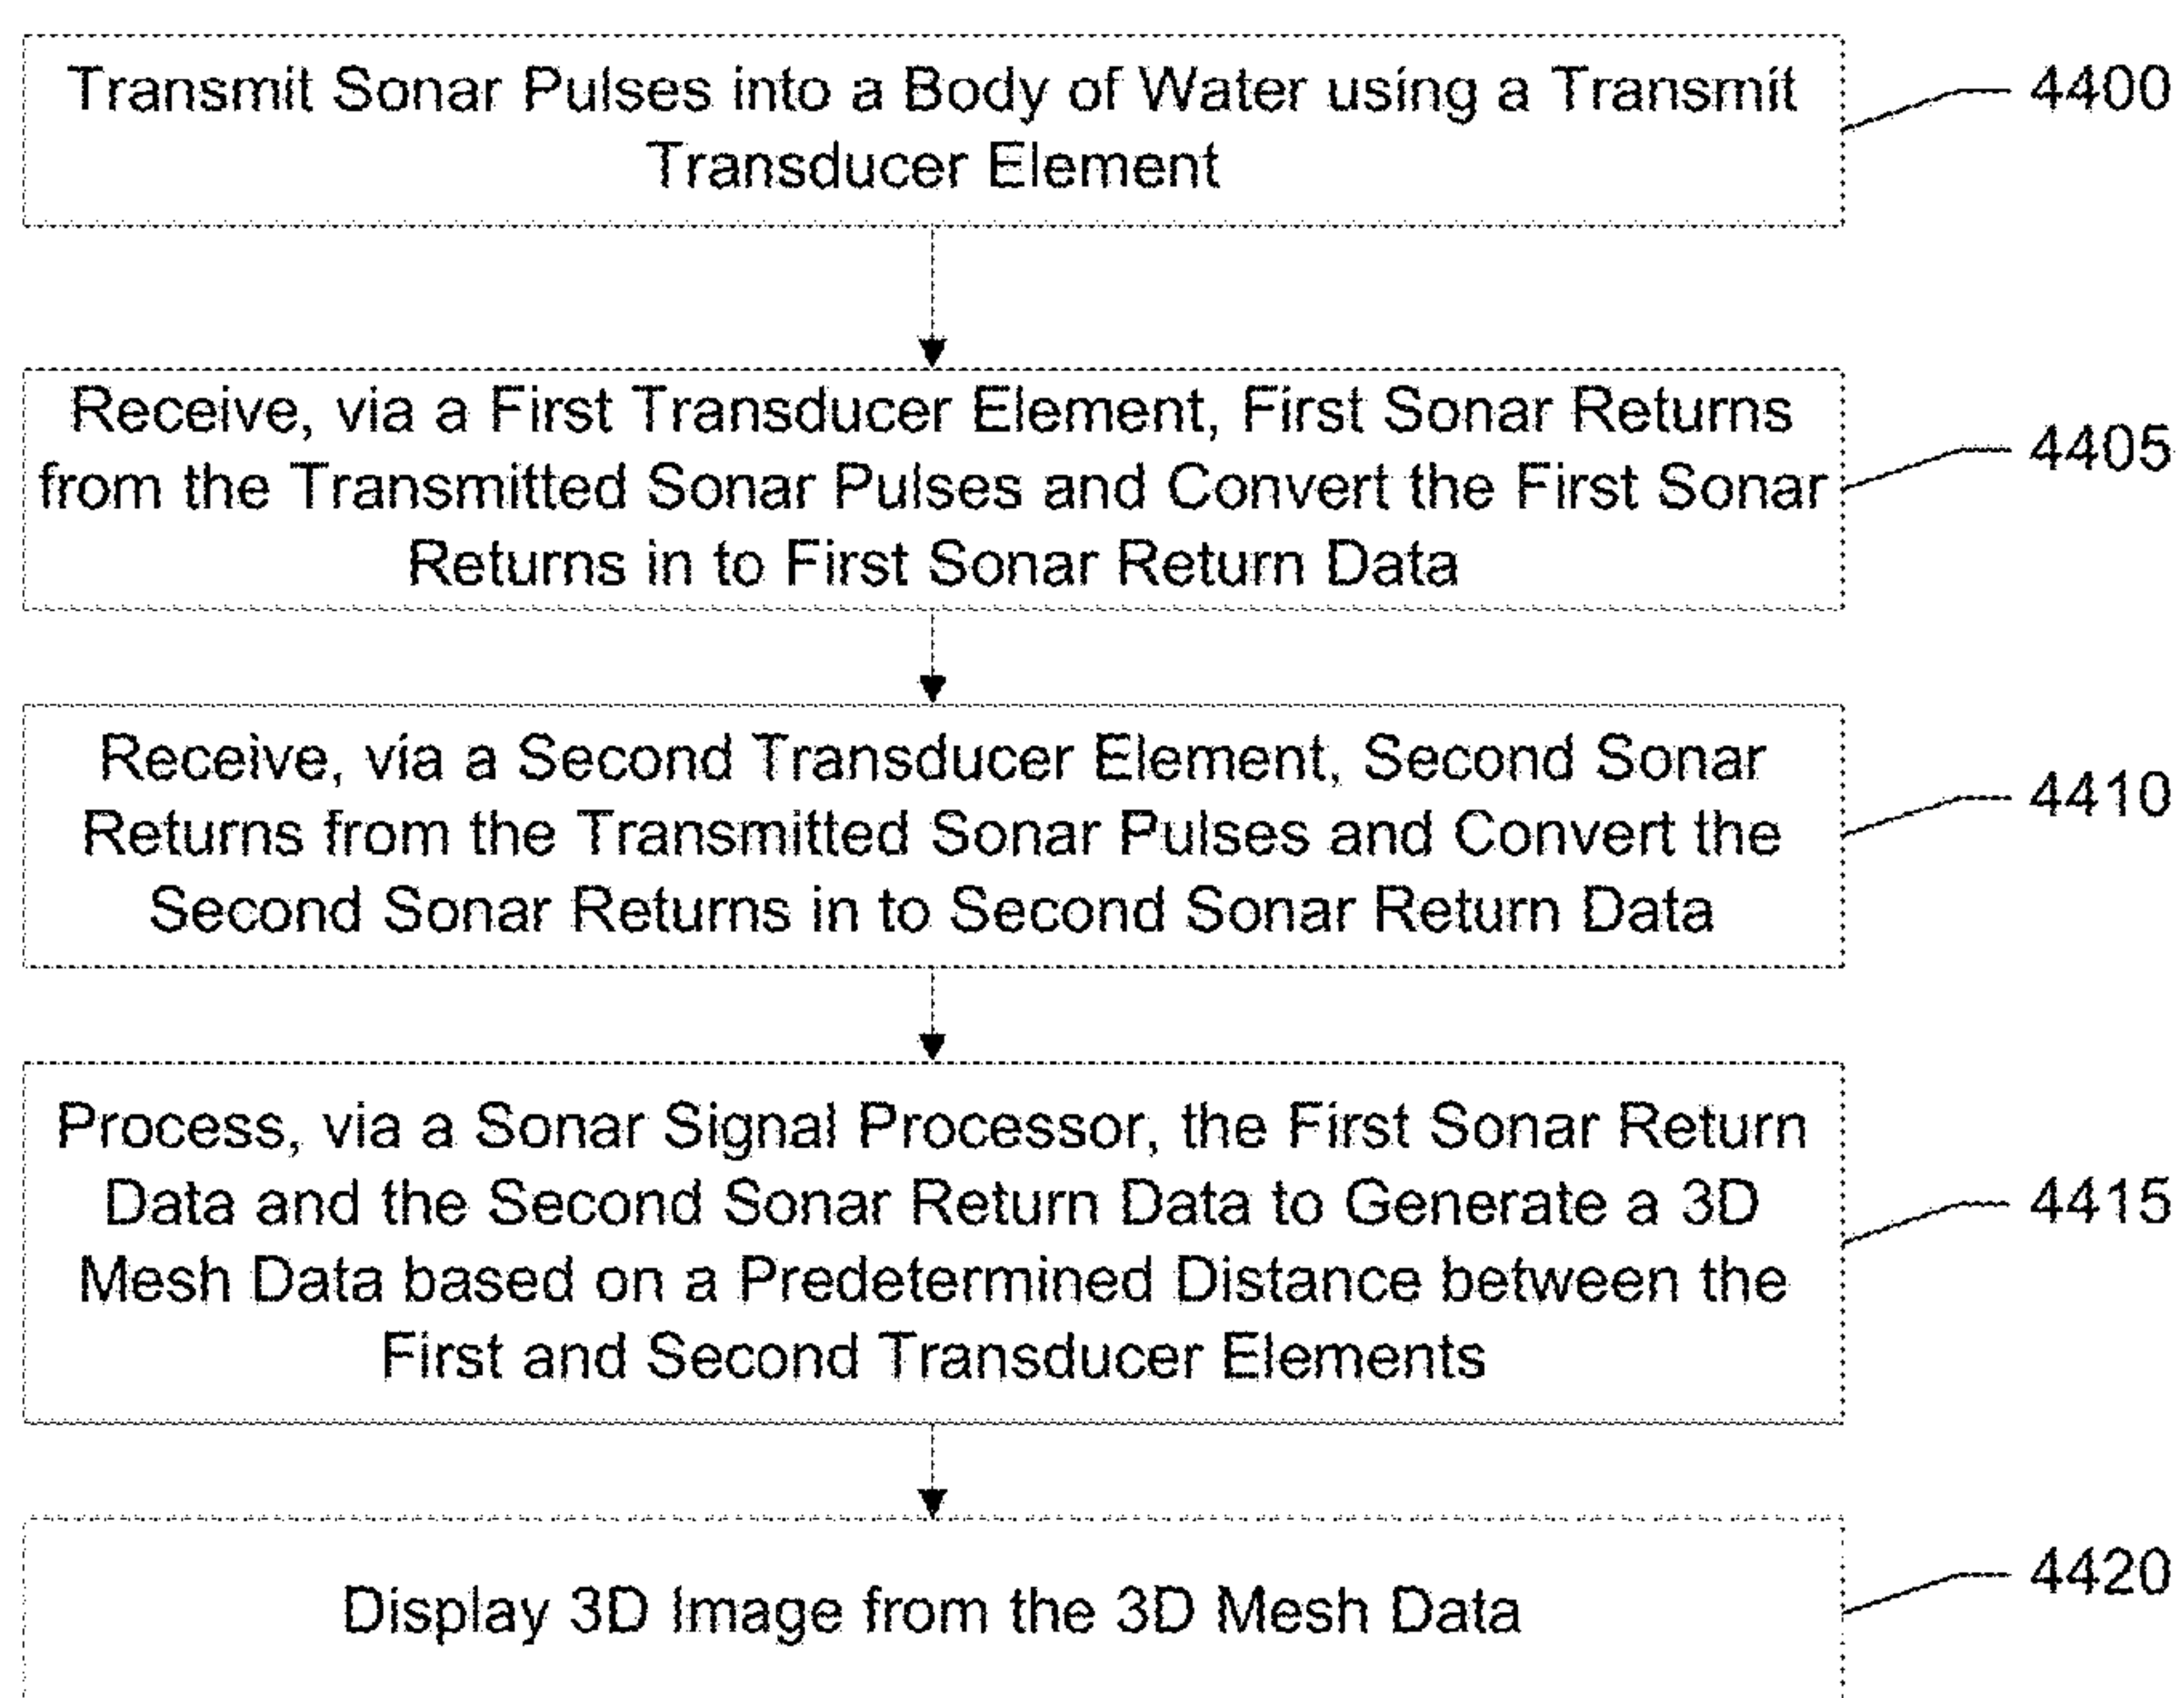 Transmit Sonar Pulses into a Body of Water using a Transmit
Transducer Element
4400
Receive, via a First Transducer Element, First Sonar Returns
from the Transmitted Sonar Pulses and Convert the First Sonar
Returns in to First Sonar Return Data
4405
Receive, via a Second Transducer Element, Second Sonar
Returns from the Transmitted Sonar Pulses and Convert the
Second Sonar Returns in to Second Sonar Return Data
4410
Process, via a Sonar Signal Processor, the First Sonar Return
Data and the Second Sonar Return Data to Generate a 3D
Mesh Data based on a Predetermined Distance between the
First and Second Transducer Elements
4415
Display 3D Image from the 3D Mesh Data
4420